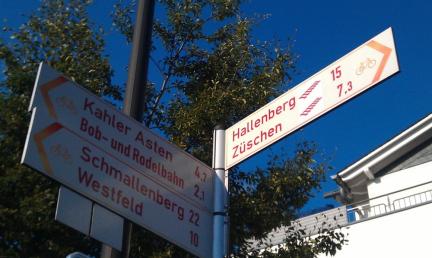 Kahler Asten 4.7
Bob- und Rodelbahn 2.1
Schmallenberg 22
Westfeld 10
Hallenberg 15
Züschen 7.3